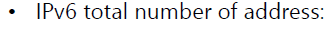 • IPv6 total number of address: